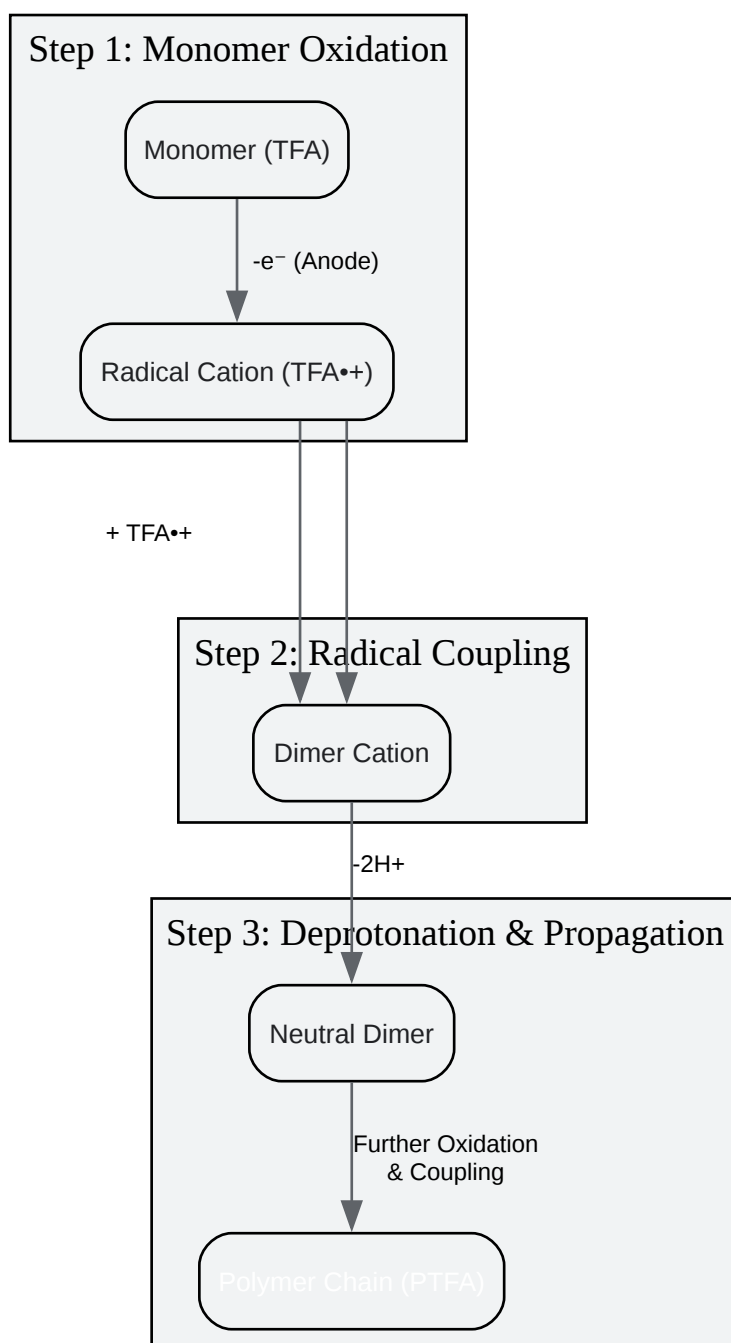 Step 1: Monomer Oxidation
Monomer (TFA)
-e⁻ (Anode)
Radical Cation (TFA•+)
+ TFA•+
Step 2: Radical Coupling
Dimer Cation
-2H+
Step 3: Deprotonation & Propagation
Neutral Dimer
Further Oxidation
& Coupling
Polymer Chain (PTFA)